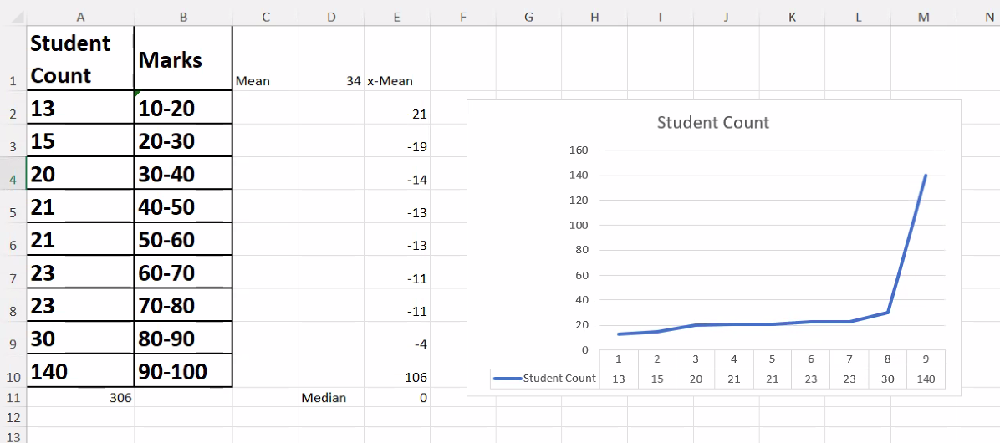 A B C D E F G H I J K L M N
Student
Count
Marks
1 Mean 34 x-Mean
2 13 10-20 -21
3 15 20-30 -19
4 20 30-40 -14
5 21 40-50 -13
6 21 50-60 -13
7 23 60-70 -11
8 23 70-80 -11
9 30 80-90 -4
10 140 90-100 106
11 306 Median 0
12
13
Student Count
160
140
120
100
80
60
40
20
0
1 2 3 4 5 6 7 8 9
Student Count 13 15 20 21 21 23 23 30 140